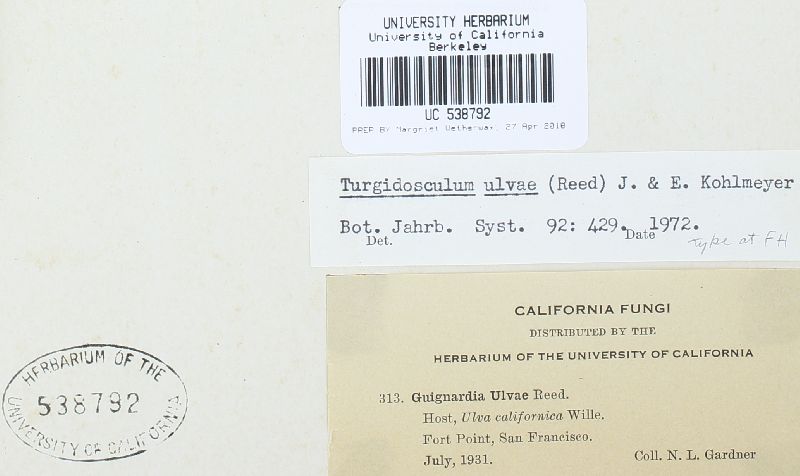 UNIVERSITY HERBARIUM
University of California
Berkeley
UC 538792
PREP BY Margriet Wetherwax, 27 Apr 2010
Turgidosculum ulvae (Reed) J. & E. Kohlmeyer
Bot. Jahrb. Syst. 92: 429. 1972.
Det. Date
Type at FH
CALIFORNIA FUNGI
DISTRIBUTED BY THE
HERBARIUM OF THE UNIVERSITY OF CALIFORNIA
313. Guignardia Ulvae Reed.
Host, Ulva californica Wille.
Fort Point, San Francisco.
July, 1931. Coll. N. L. Gardner
HERBARIUM OF THE
538792
UNIVERSITY OF CALIFORNIA